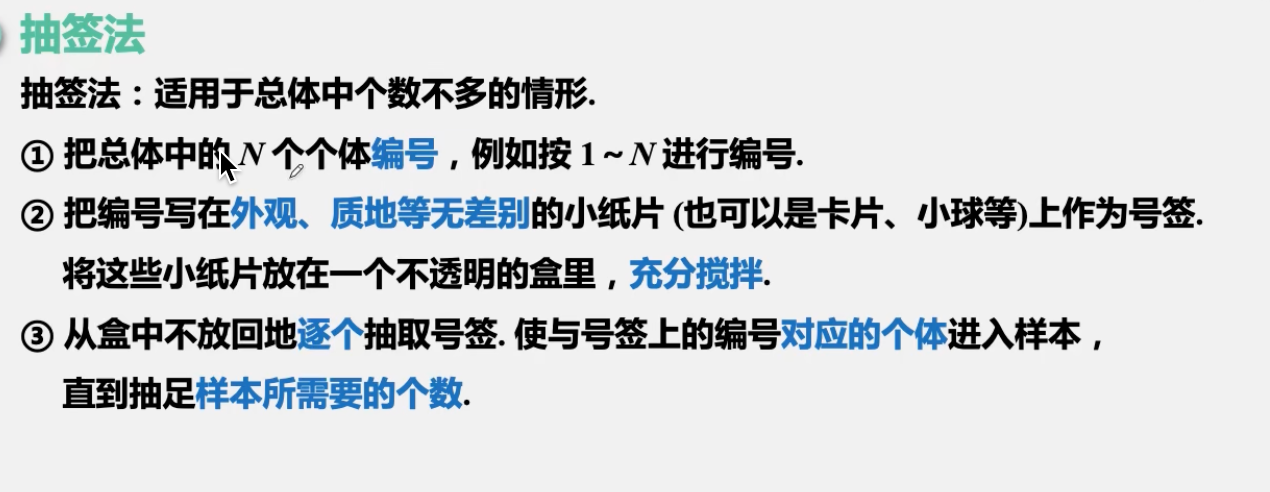 抽签法
抽签法：适用于总体中个数不多的情形.
① 把总体中的 N 个个体编号，例如按 1 ~ N 进行编号.
② 把编号写在外观、质地等无差别的小纸片 (也可以是卡片、小球等)上作为号签.
将这些小纸片放在一个不透明的盒里，充分搅拌.
③ 从盒中不放回地逐个抽取号签. 使与号签上的编号对应的个体进入样本，
直到抽足样本所需要的个数.